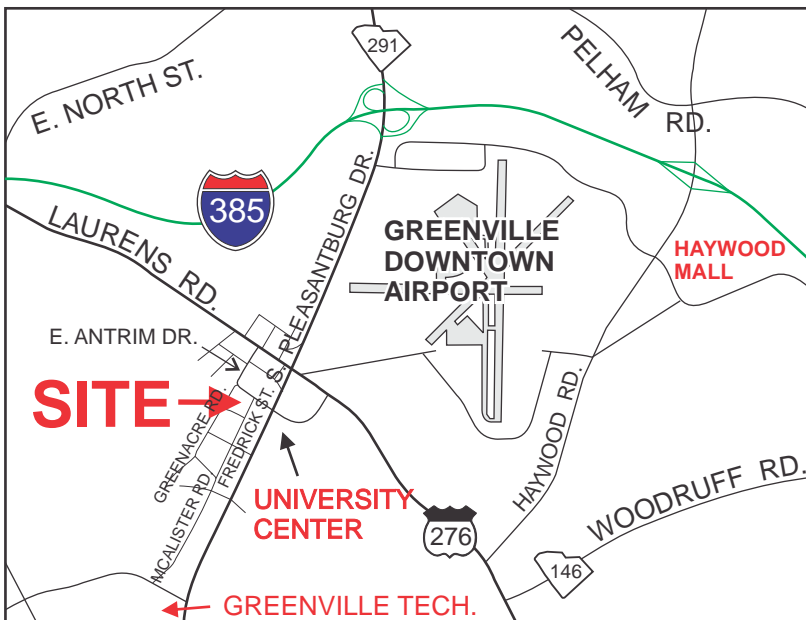 291
E. NORTH ST.
PELHAM RD.
385
LAURENS RD.
S. PLEASANTBURG DR.
GREENVILLE
DOWNTOWN
AIRPORT
HAYWOOD
MALL
E. ANTRIM DR.
SITE
GREENACRE RD.
FREDRICK ST.
MCALISTER RD
UNIVERSITY
CENTER
HAYWOOD RD.
276
WOODRUFF RD.
146
GREENVILLE TECH.